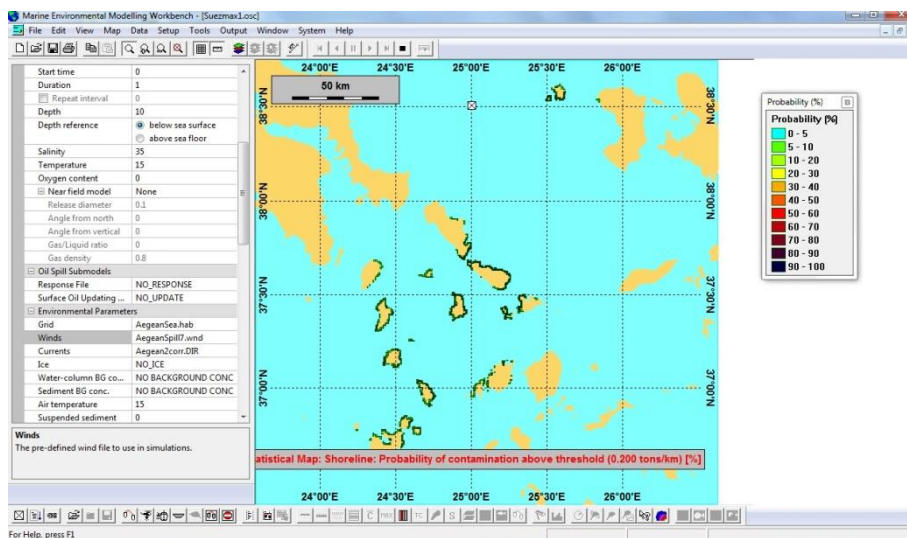 Marine Environmental Modelling Workbench - [Suezmax1.osc]
File Edit View Map Data Setup Tools Output Window System Help
Start time 0
Duration 1
Repeat interval 0
Depth 10
Depth reference below sea surface
above sea floor
Salinity 35
Temperature 15
Oxygen content 0
Near field model None
Release diameter 0.1
Angle from north 0
Angle from vertical 0
Gas/Liquid ratio 0
Gas density 0.8
Oil Spill Submodels
Response File NO_RESPONSE
Surface Oil Updating ... NO_UPDATE
Environmental Parameters
Grid AegeanSea.hab
Winds AegeanSpill7.wnd
Currents Aegean2corr.DIR
Ice NO_ICE
Water-column BG co... NO BACKGROUND CONC
Sediment BG conc. NO BACKGROUND CONC
Air temperature 15
Suspended sediment 0
Winds
The pre-defined wind file to use in simulations.
24°00'E 24°30'E 25°00'E 25°30'E 26°00'E
50 km
38°30'N 38°30'N
38°00'N 38°00'N
37°30'N 37°30'N
37°00'N 37°00'N
atistical Map: Shoreline: Probability of contamination above threshold (0.200 tons/km) [%]
24°00'E 24°30'E 25°00'E 25°30'E 26°00'E
Probability (%)
Probability (%)
0 - 5
5 - 10
10 - 20
20 - 30
30 - 40
40 - 50
50 - 60
60 - 70
70 - 80
80 - 90
90 - 100
For Help, press F1